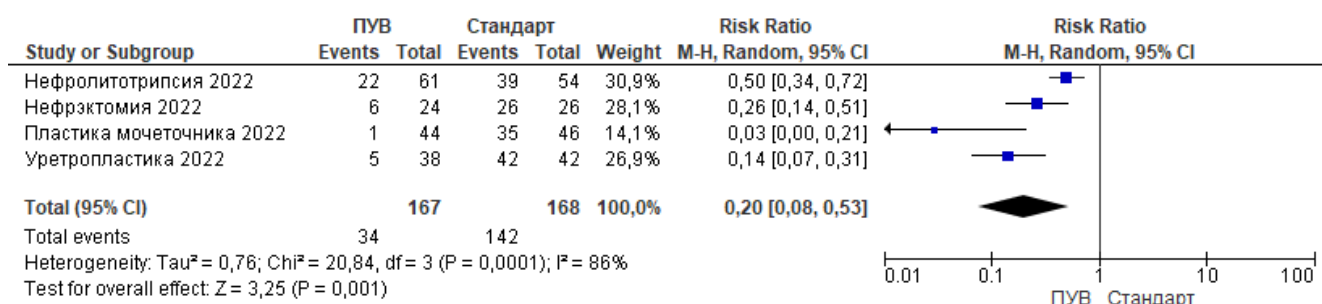 ПУВ Стандарт Risk Ratio Risk Ratio
Study or Subgroup Events Total Events Total Weight M-H, Random, 95% CI M-H, Random, 95% CI
Нефролитотрипсия 2022 22 61 39 54 30,9% 0,50 [0,34, 0,72]
Нефрэктомия 2022 6 24 26 26 28,1% 0,26 [0,14, 0,51]
Пластика мочеточника 2022 1 44 35 46 14,1% 0,03 [0,00, 0,21]
Уретропластика 2022 5 38 42 42 26,9% 0,14 [0,07, 0,31]
Total (95% CI) 167 168 100,0% 0,20 [0,08, 0,53]
Total events 34 142
Heterogeneity: Tau² = 0,76; Chi² = 20,84, df = 3 (P = 0,0001); I² = 86%
Test for overall effect: Z = 3,25 (P = 0,001)
0.01 0.1 1 10 100
ПУВ Стандарт